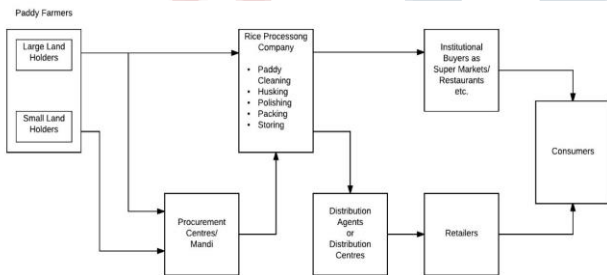 Paddy Farmers
Large Land
Holders
Small Land
Holders
Procurement
Centres/
Mandi
Rice Processong
Company
• Paddy
Cleaning
• Husking
• Polishing
• Packing
• Storing
Distribution
Agents
or
Distribution
Centres
Institutional
Buyers as
Super Markets/
Restaurants
etc.
Retailers
Consumers